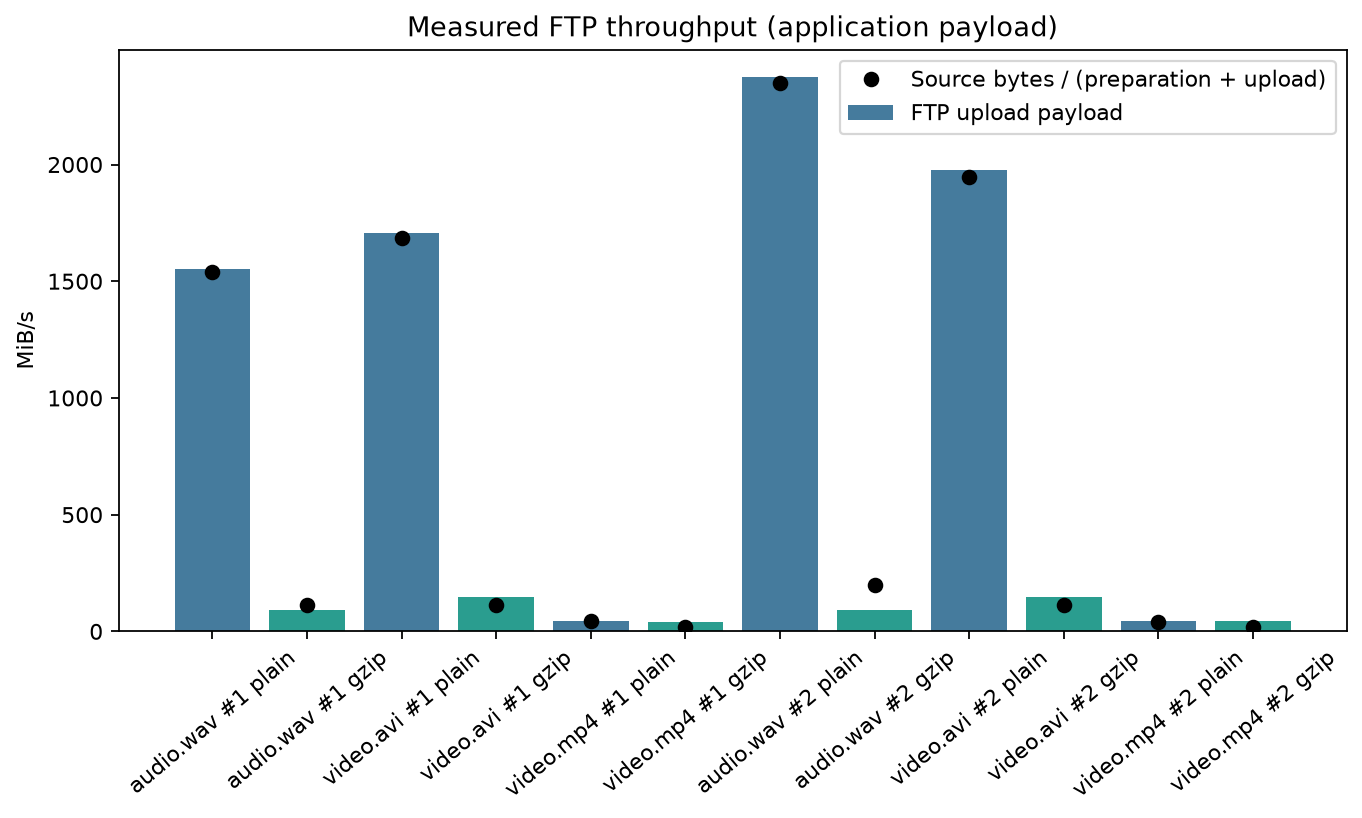 Measured FTP throughput (application payload)
Source bytes / (preparation + upload)
FTP upload payload
MiB/s
2000
1500
1000
500
0
audio.wav #1 plain
audio.wav #1 gzip
video.avi #1 plain
video.avi #1 gzip
video.mp4 #1 plain
video.mp4 #1 gzip
audio.wav #2 plain
audio.wav #2 gzip
video.avi #2 plain
video.avi #2 gzip
video.mp4 #2 plain
video.mp4 #2 gzip